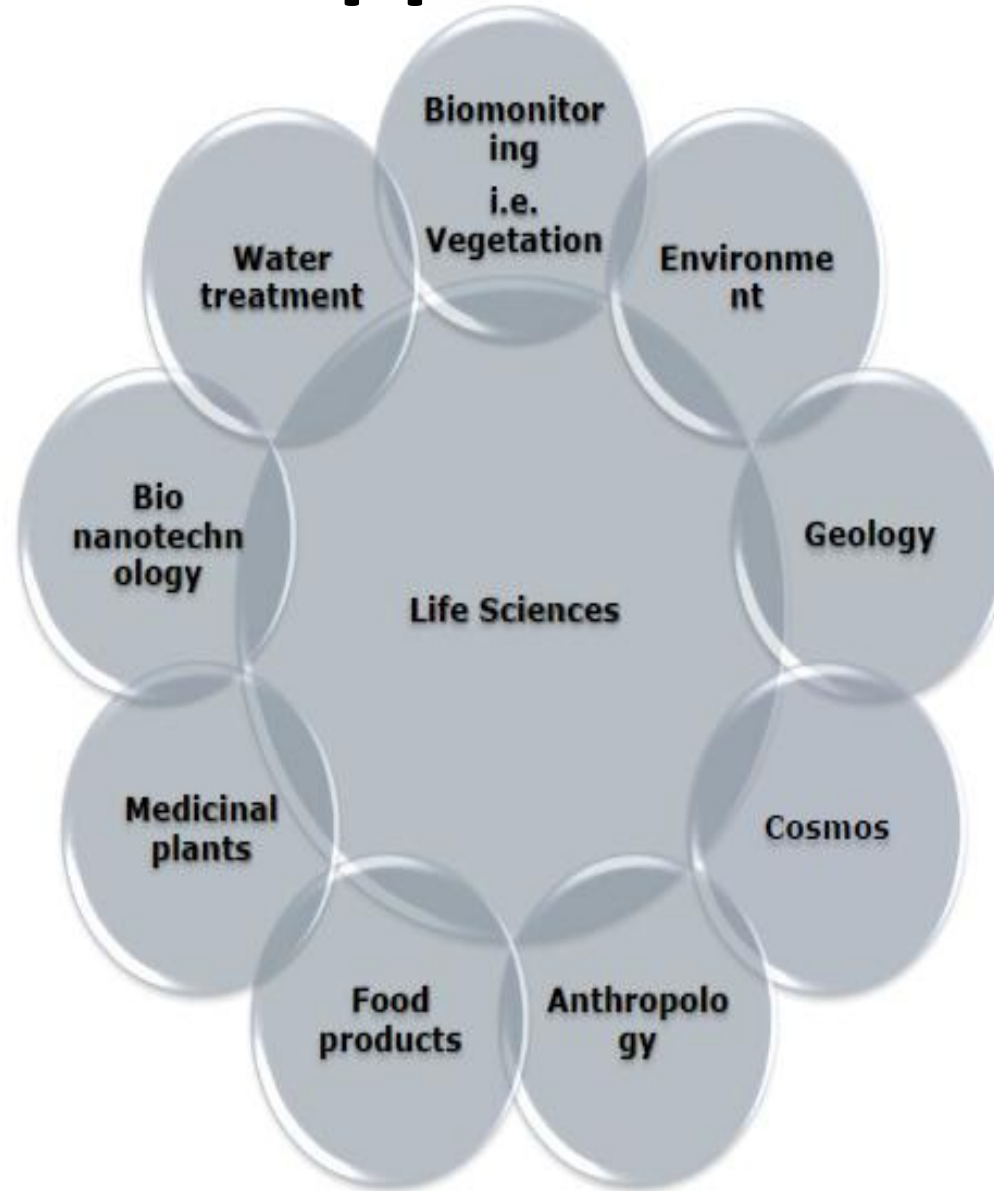 Biomonitor
ing
i.e.
Vegetation
Environme
nt
Geology
Cosmos
Anthropolo
gy
Food
products
Medicinal
plants
Bio
nanotechn
ology
Water
treatment
Life Sciences